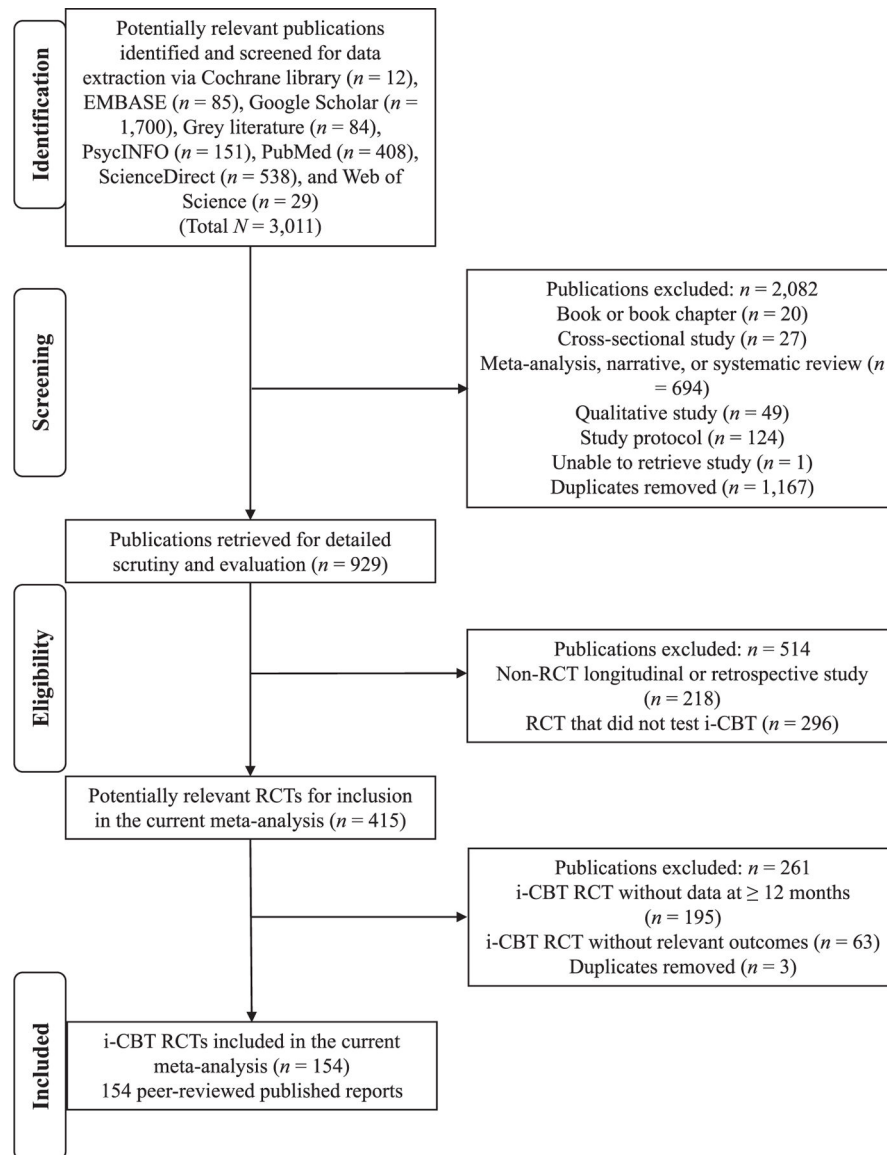 Identification
Potentially relevant publications
identified and screened for data
extraction via Cochrane library (n = 12),
EMBASE (n = 85), Google Scholar (n =
1,700), Grey literature (n = 84),
PsycINFO (n = 151), PubMed (n = 408),
ScienceDirect (n = 538), and Web of
Science (n = 29)
(Total N = 3,011)
Screening
Publications excluded: n = 2,082
Book or book chapter (n = 20)
Cross-sectional study (n = 27)
Meta-analysis, narrative, or systematic review (n
= 694)
Qualitative study (n = 49)
Study protocol (n = 124)
Unable to retrieve study (n = 1)
Duplicates removed (n = 1,167)
Publications retrieved for detailed
scrutiny and evaluation (n = 929)
Eligibility
Publications excluded: n = 514
Non-RCT longitudinal or retrospective study
(n = 218)
RCT that did not test i-CBT (n = 296)
Potentially relevant RCTs for inclusion
in the current meta-analysis (n = 415)
Publications excluded: n = 261
i-CBT RCT without data at ≥ 12 months
(n = 195)
i-CBT RCT without relevant outcomes (n = 63)
Duplicates removed (n = 3)
Included
i-CBT RCTs included in the current
meta-analysis (n = 154)
154 peer-reviewed published reports